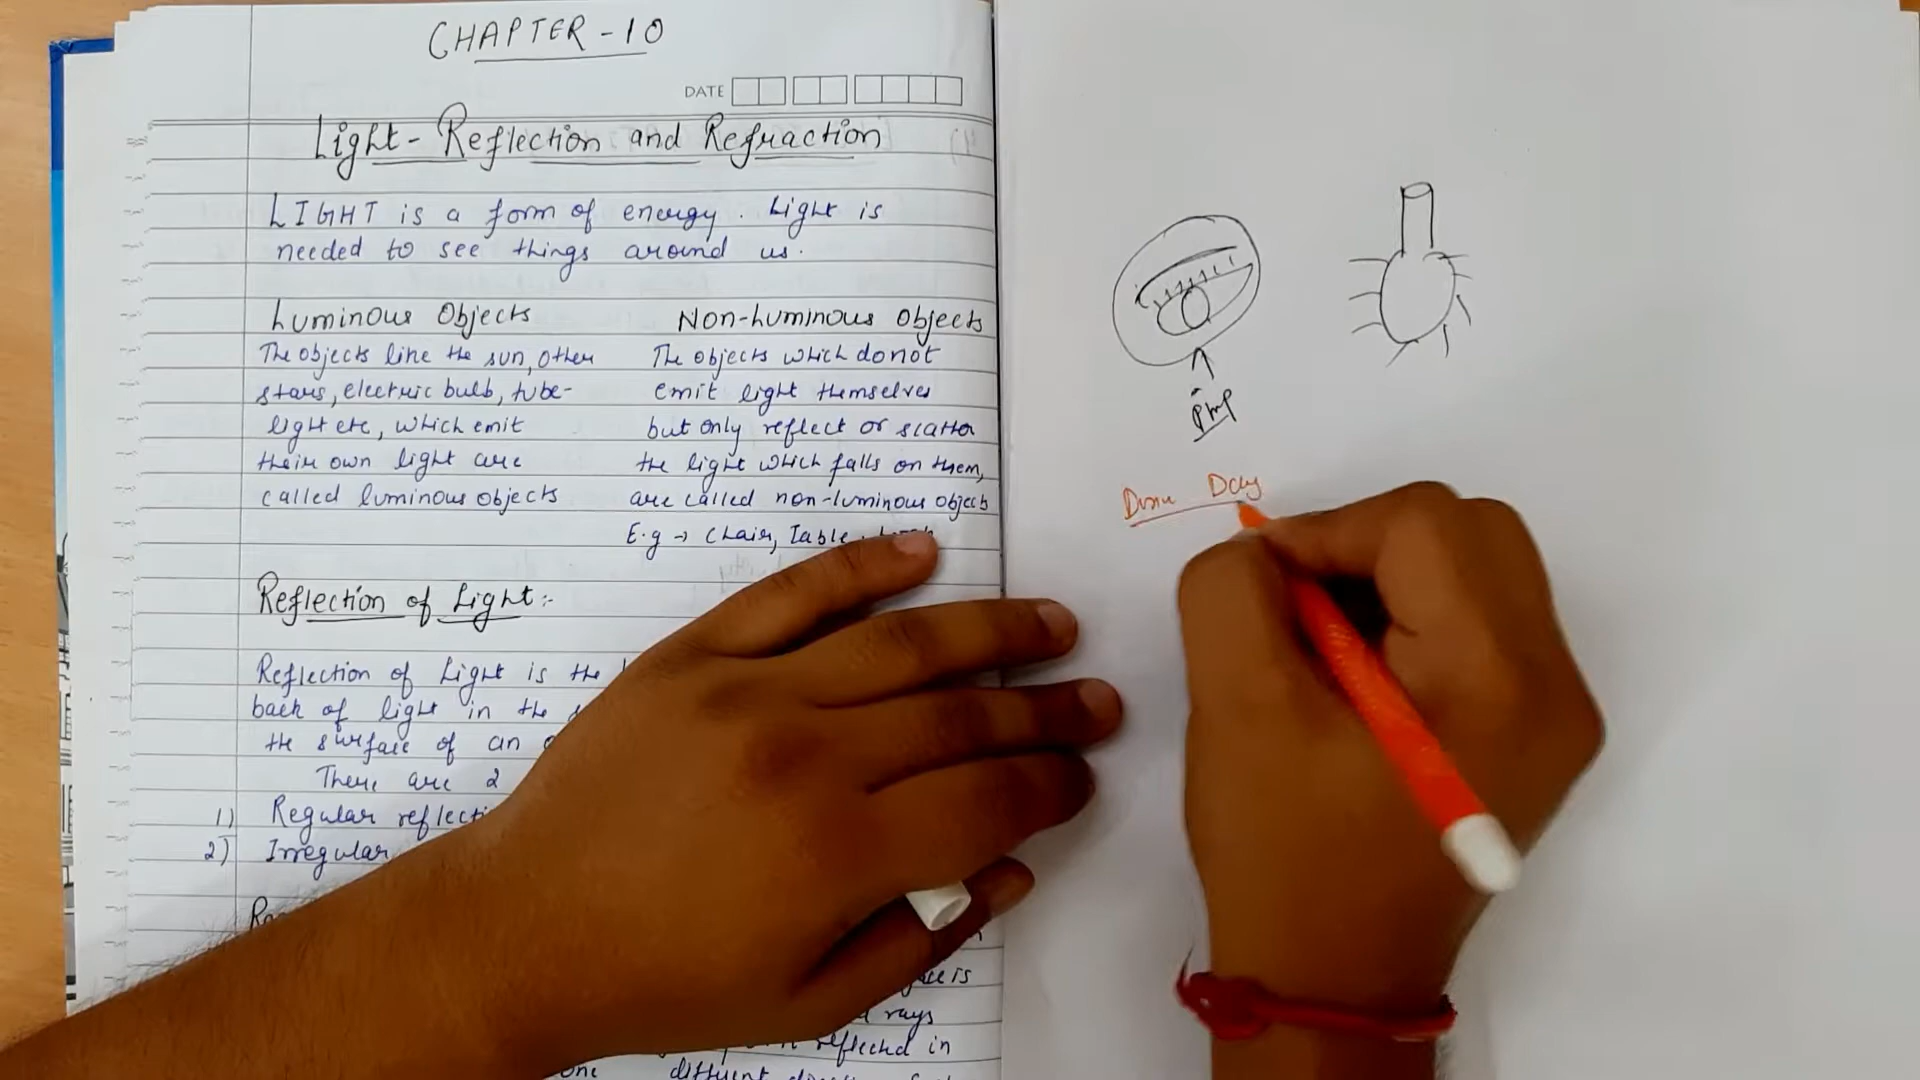 CHAPTER - 10
DATE
Light - Reflection and Refraction
LIGHT is a form of energy. Light is
needed to see things around us.
Luminous Objects
The objects like the sun, other
stars, electric bulb, tube-
light etc, which emit
their own light are
called luminous objects
Non-Luminous Objects
The objects which do not
emit light themselves
but only reflect or scatter
the light which falls on them,
are called non-luminous objects
E.g → Chair, Table,
Reflection of Light:-
Reflection of Light is the
back of light in the
the surface of an
There are 2
1) Regular reflecti
2) Irregular
is
rays
reflected in
one
different
Day